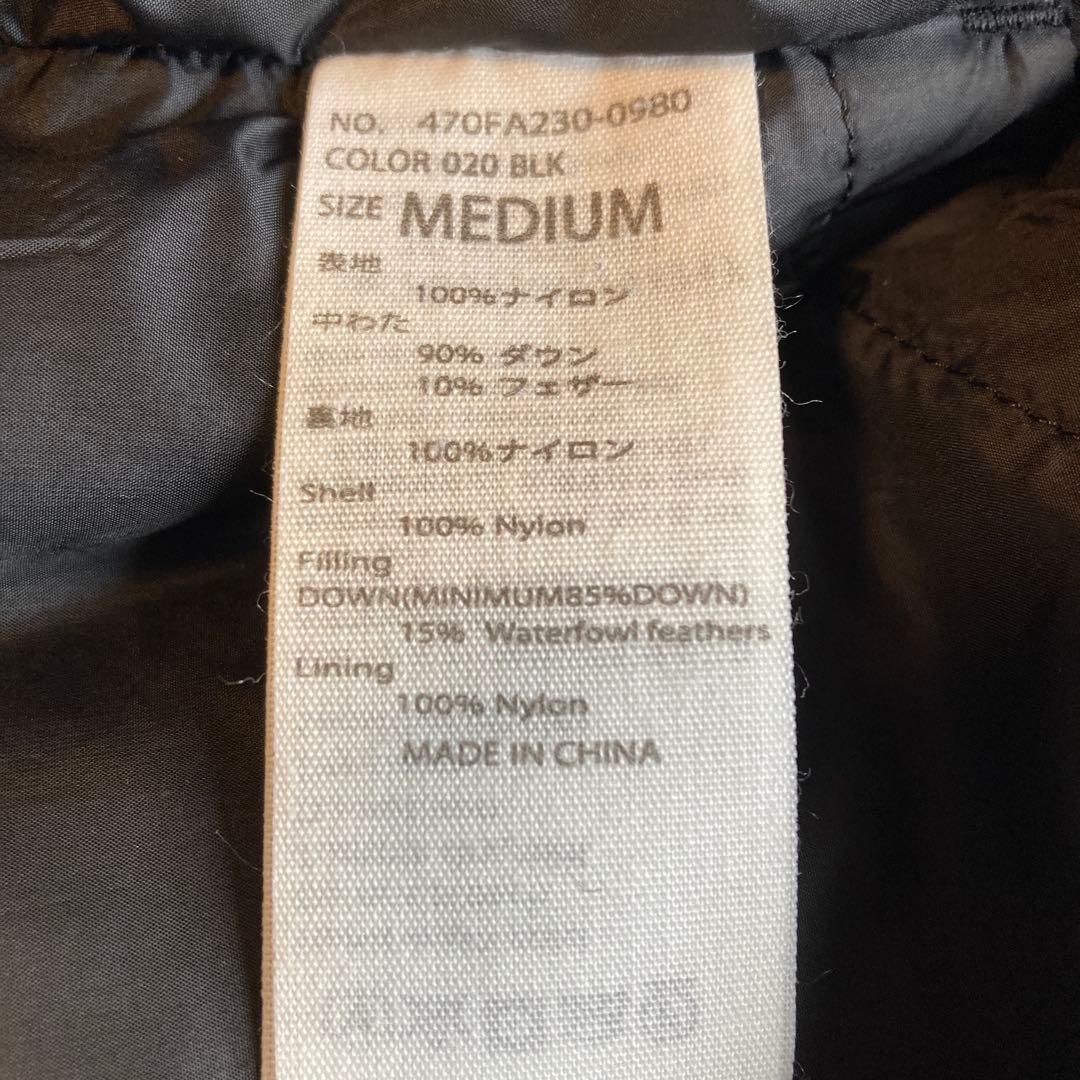 NO. 470FA230-0980
COLOR 020 BLK
SIZE MEDIUM
表地
100%ナイロン
中わた
90% ダウン
10% フェザー
裏地
100%ナイロン
Shell
100% Nylon
Filling
DOWN(MINIMUM85%DOWN)
15% Waterfowl feathers
Lining
100% Nylon
MADE IN CHINA